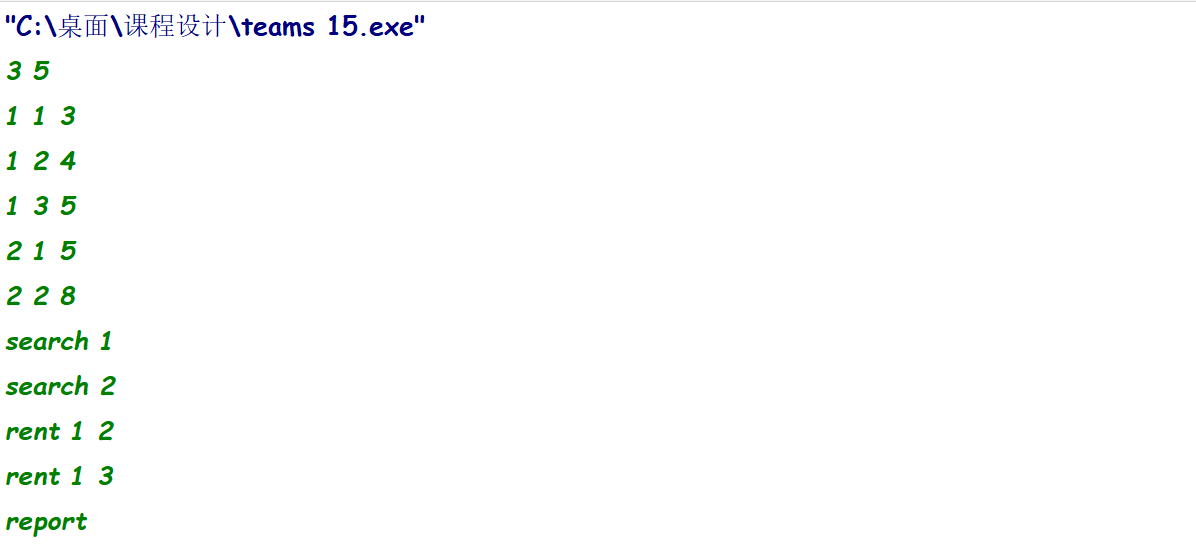 "C:\桌面\课程设计\teams 15.exe"
3 5
1 1 3
1 2 4
1 3 5
2 1 5
2 2 8
search 1
search 2
rent 1 2
rent 1 3
report